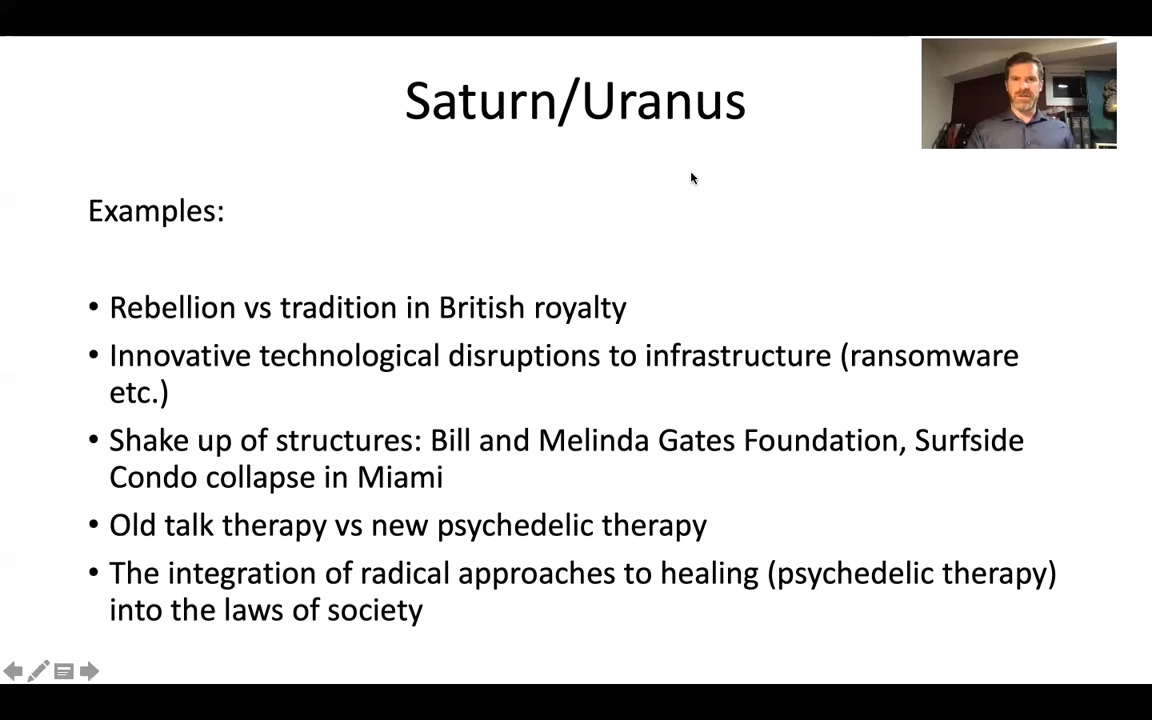 Saturn/Uranus
Examples:
• Rebellion vs tradition in British royalty
• Innovative technological disruptions to infrastructure (ransomware
etc.)
• Shake up of structures: Bill and Melinda Gates Foundation, Surfside
Condo collapse in Miami
• Old talk therapy vs new psychedelic therapy
• The integration of radical approaches to healing (psychedelic therapy)
into the laws of society